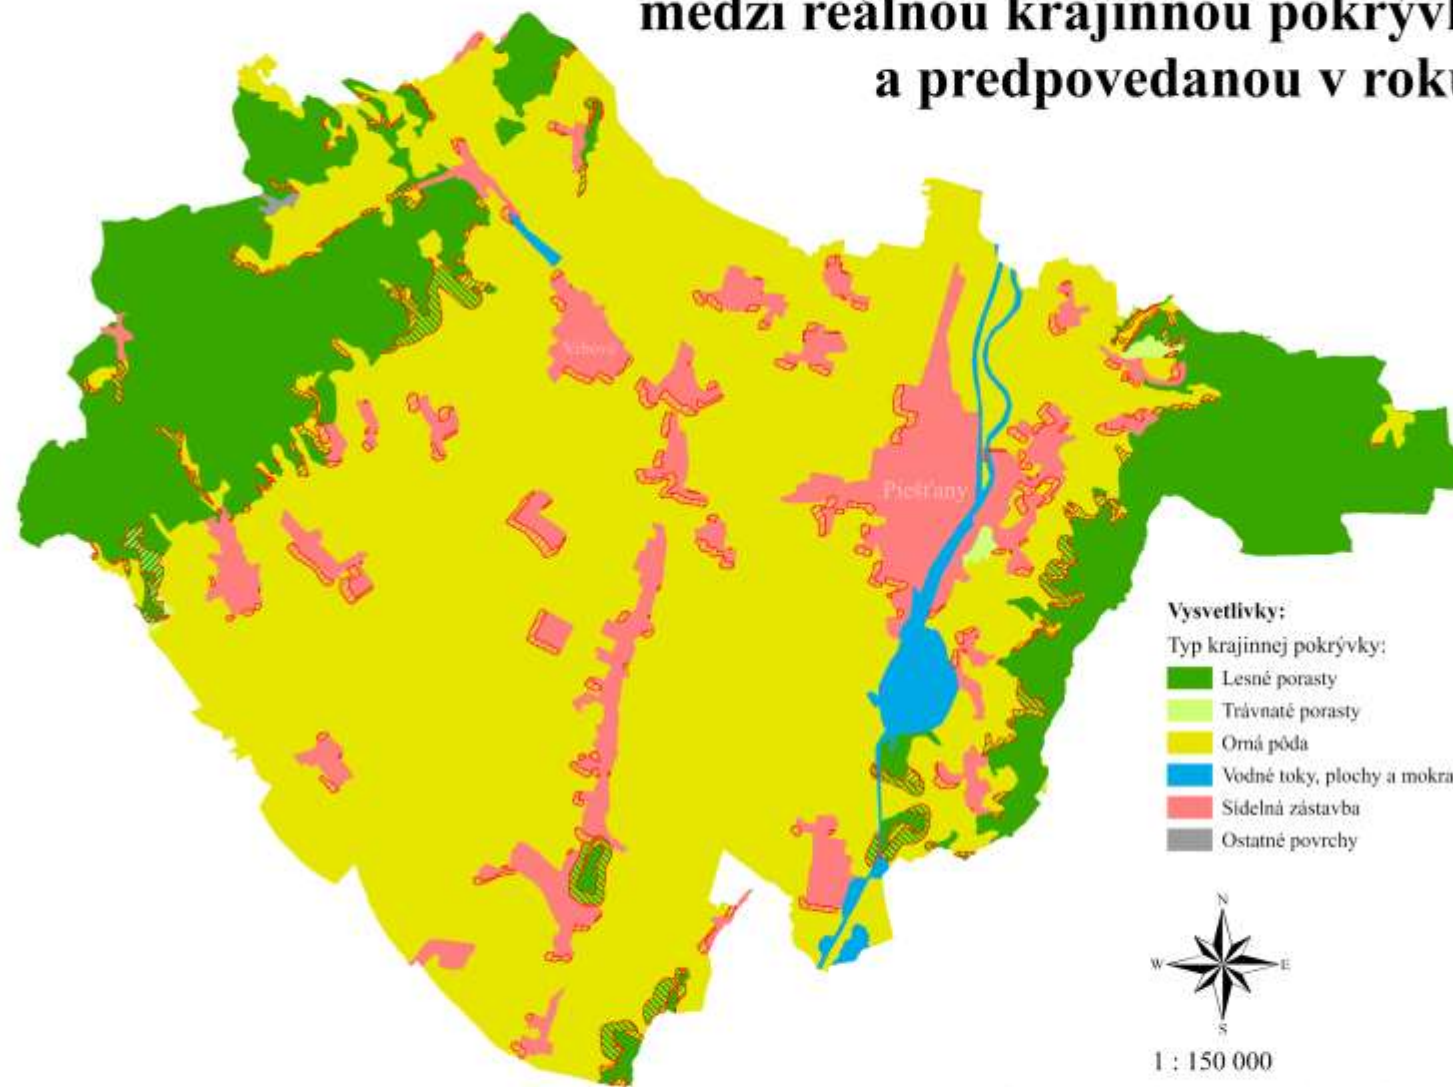 medzi reálnou krajinnou pokrývk
a predpovedanou v roku
Vrbové
Piešťany
Vysvetlivky:
Typ krajinnej pokrývky:
Lesné porasty
Trávnaté porasty
Orná pôda
Vodné toky, plochy a mokra
Sídelná zástavba
Ostatné povrchy
N
W E
S
1 : 150 000